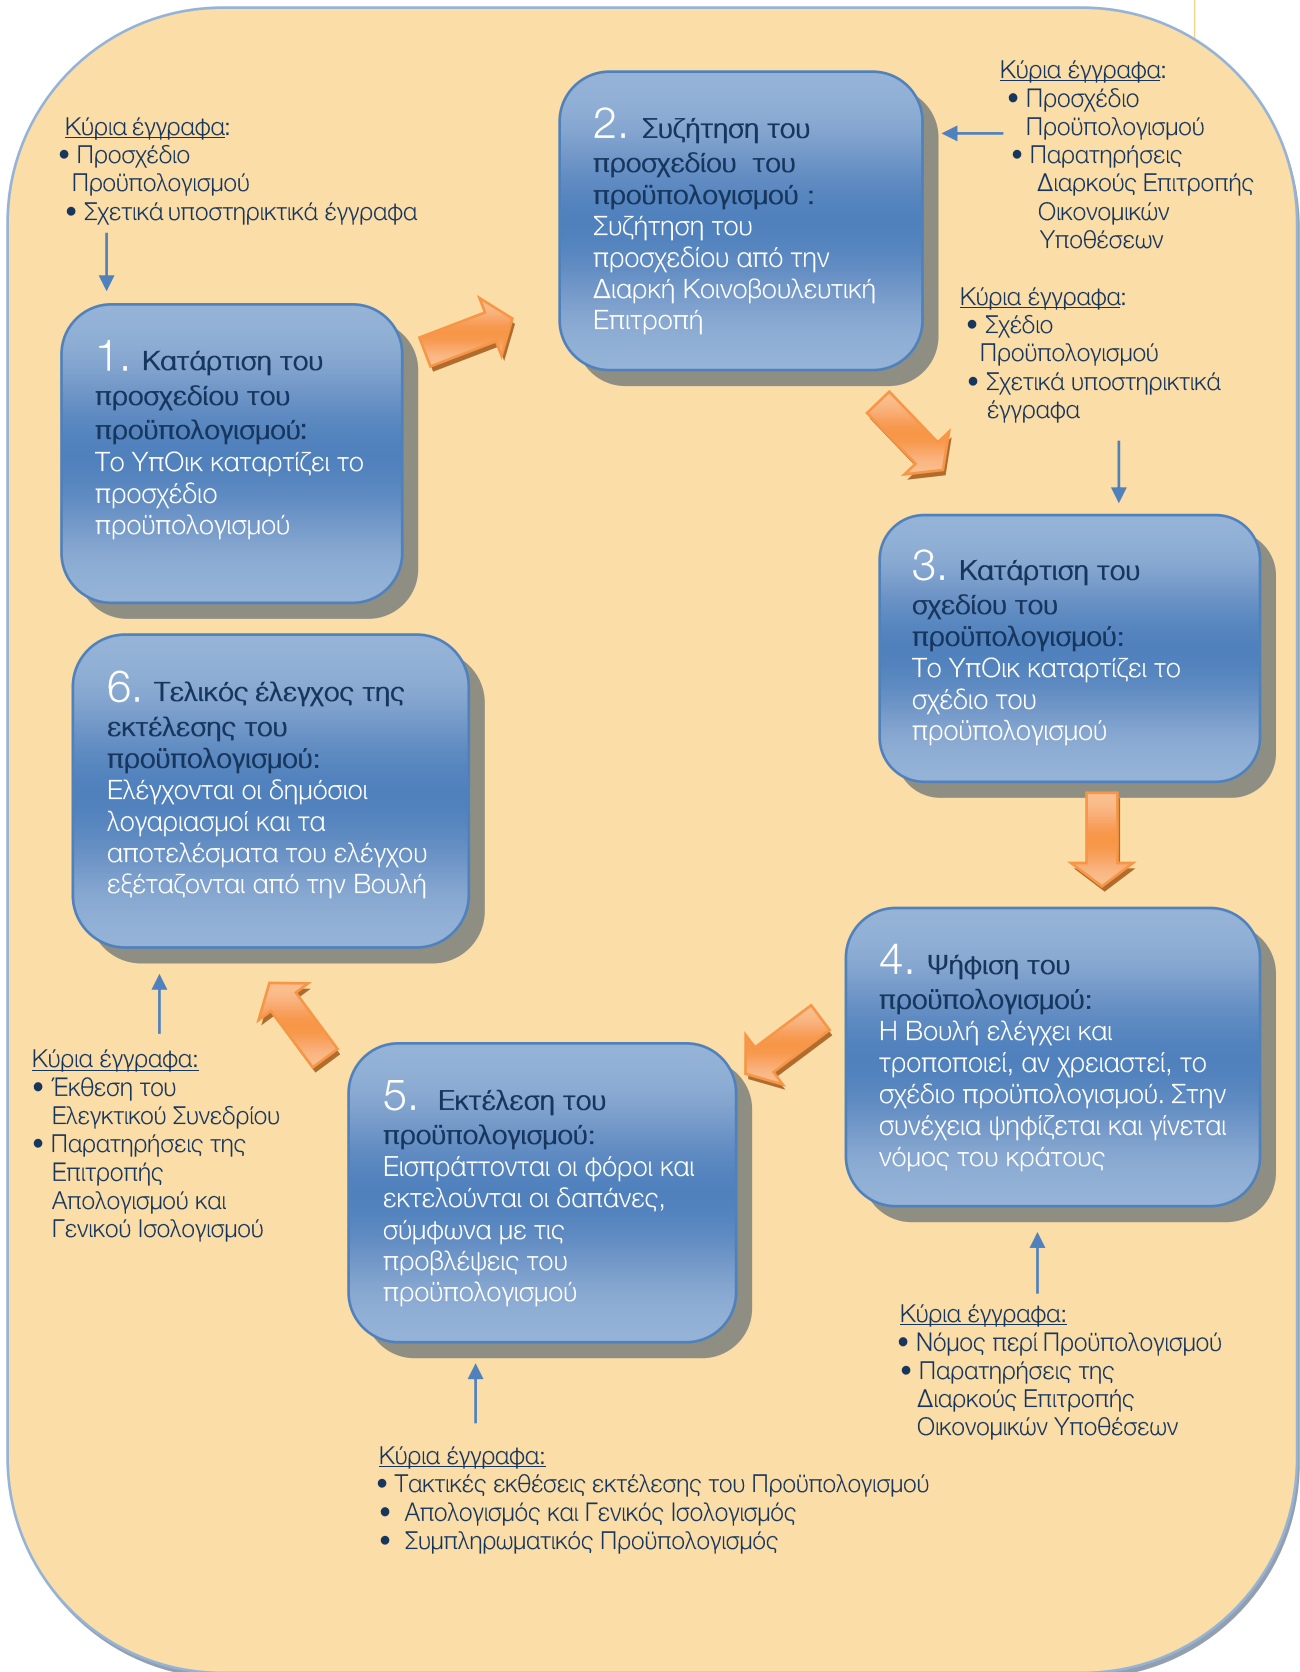 Κύρια έγγραφα:
• Προσχέδιο
Προϋπολογισμού
• Σχετικά υποστηρικτικά έγγραφα
1. Κατάρτιση του
προσχεδίου του
προϋπολογισμού:
Το ΥπΟικ καταρτίζει το
προσχέδιο
προϋπολογισμού
2. Συζήτηση του
προσχεδίου του
προϋπολογισμού :
Συζήτηση του
προσχεδίου από την
Διαρκή Κοινοβουλευτική
Επιτροπή
Κύρια έγγραφα:
• Προσχέδιο
Προϋπολογισμού
• Παρατηρήσεις
Διαρκούς Επιτροπής
Οικονομικών
Υποθέσεων
Κύρια έγγραφα:
• Σχέδιο
Προϋπολογισμού
• Σχετικά υποστηρικτικά
έγγραφα
3. Κατάρτιση του
σχεδίου του
προϋπολογισμού:
Το ΥπΟικ καταρτίζει το
σχέδιο του
προϋπολογισμού
4. Ψήφιση του
προϋπολογισμού:
Η Βουλή ελέγχει και
τροποποιεί, αν χρειαστεί, το
σχέδιο προϋπολογισμού. Στην
συνέχεια ψηφίζεται και γίνεται
νόμος του κράτους
Κύρια έγγραφα:
• Νόμος περί Προϋπολογισμού
• Παρατηρήσεις της
Διαρκούς Επιτροπής
Οικονομικών Υποθέσεων
5. Εκτέλεση του
προϋπολογισμού:
Εισπράττονται οι φόροι και
εκτελούνται οι δαπάνες,
σύμφωνα με τις
προβλέψεις του
προϋπολογισμού
Κύρια έγγραφα:
• Τακτικές εκθέσεις εκτέλεσης του Προϋπολογισμού
• Απολογισμός και Γενικός Ισολογισμός
• Συμπληρωματικός Προϋπολογισμός
6. Τελικός έλεγχος της
εκτέλεσης του
προϋπολογισμού:
Ελέγχονται οι δημόσιοι
λογαριασμοί και τα
αποτελέσματα του ελέγχου
εξέταζονται από την Βουλή
Κύρια έγγραφα:
• Έκθεση του
Ελεγκτικού Συνεδρίου
• Παρατηρήσεις της
Επιτροπής
Απολογισμού και
Γενικού Ισολογισμού